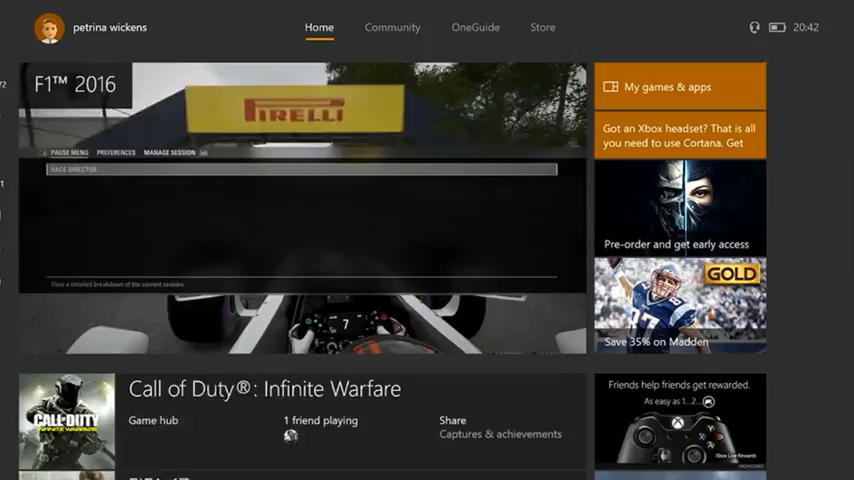 petrina wickens
Home
Community
OneGuide
Store
20:42
72
F1™ 2016
PIRELLI
PAUSE MENU
PREFERENCES
MANAGE SESSION
RACE DIRECTOR
View a detailed breakdown of the current session
7
My games & apps
Got an Xbox headset? That is all
you need to use Cortana. Get
Pre-order and get early access
GOLD
87
Save 35% on Madden
1
CALL OF DUTY
INFINITE WARFARE
Call of Duty®: Infinite Warfare
Game hub
1 friend playing
Share
Captures & achievements
Friends help friends get rewarded.
As easy as 1...2...
Xbox Live Rewards
SPONSORED